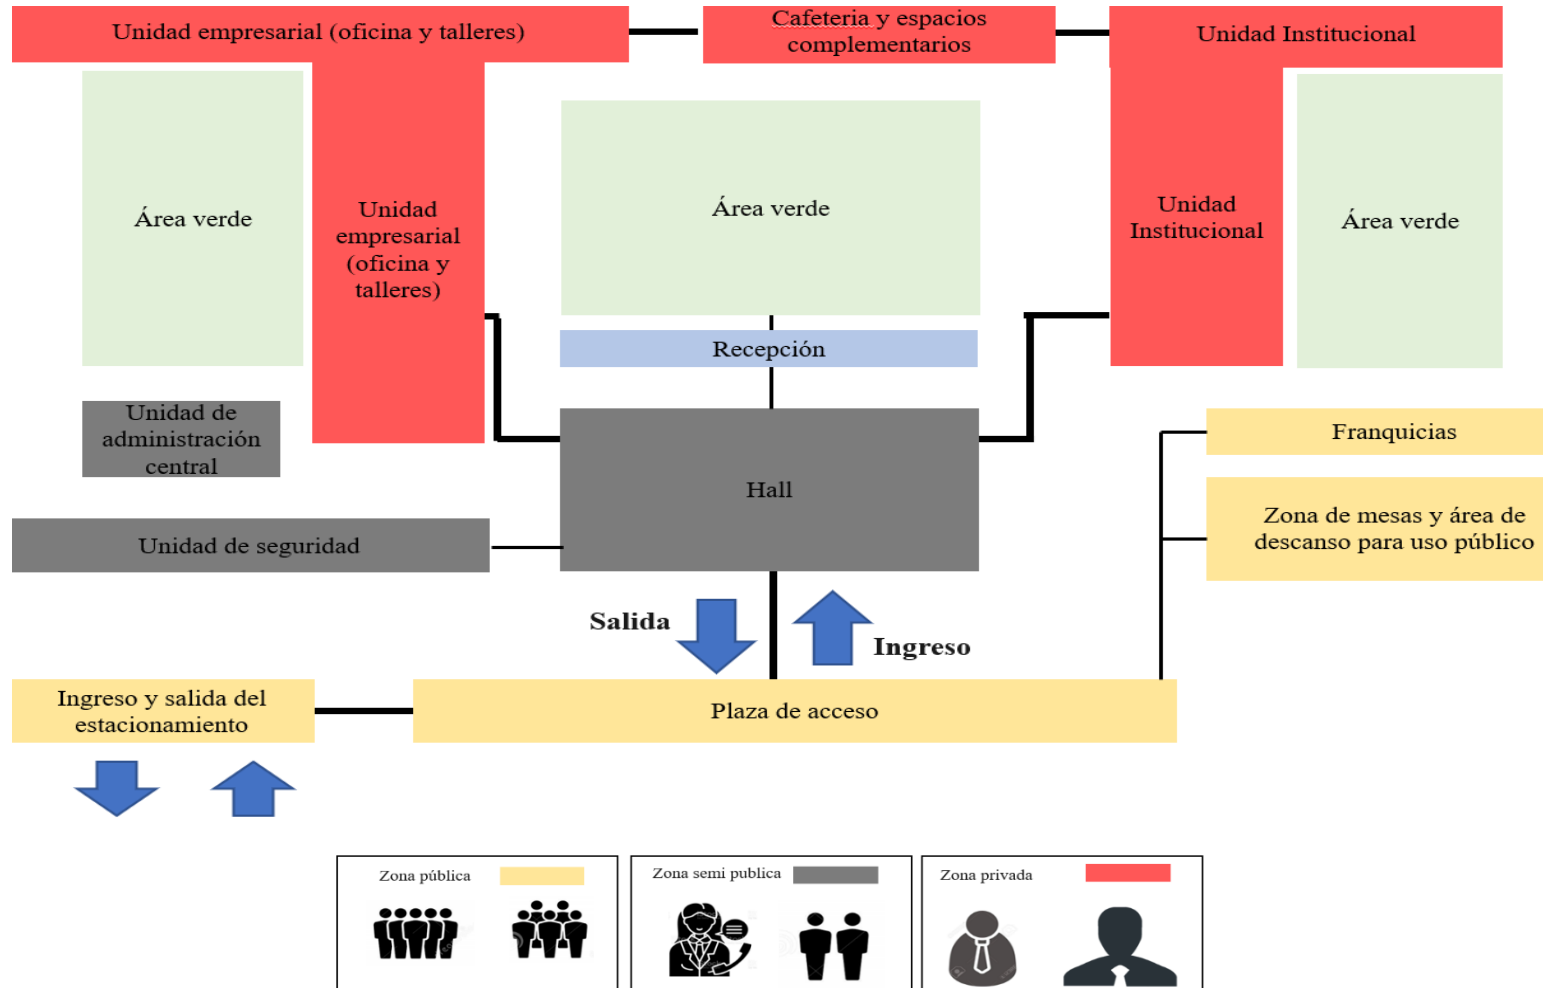 Unidad empresarial (oficina y talleres)
Cafeteria y espacios
complementarios
Unidad Institucional
Área verde
Unidad
empresarial
(oficina y
talleres)
Área verde
Unidad
Institucional
Área verde
Recepción
Unidad de
administración
central
Hall
Franquicias
Zona de mesas y área de
descanso para uso público
Unidad de seguridad
Salida
Ingreso
Ingreso y salida del
estacionamiento
Plaza de acceso
Zona pública
Zona semi publica
Zona privada